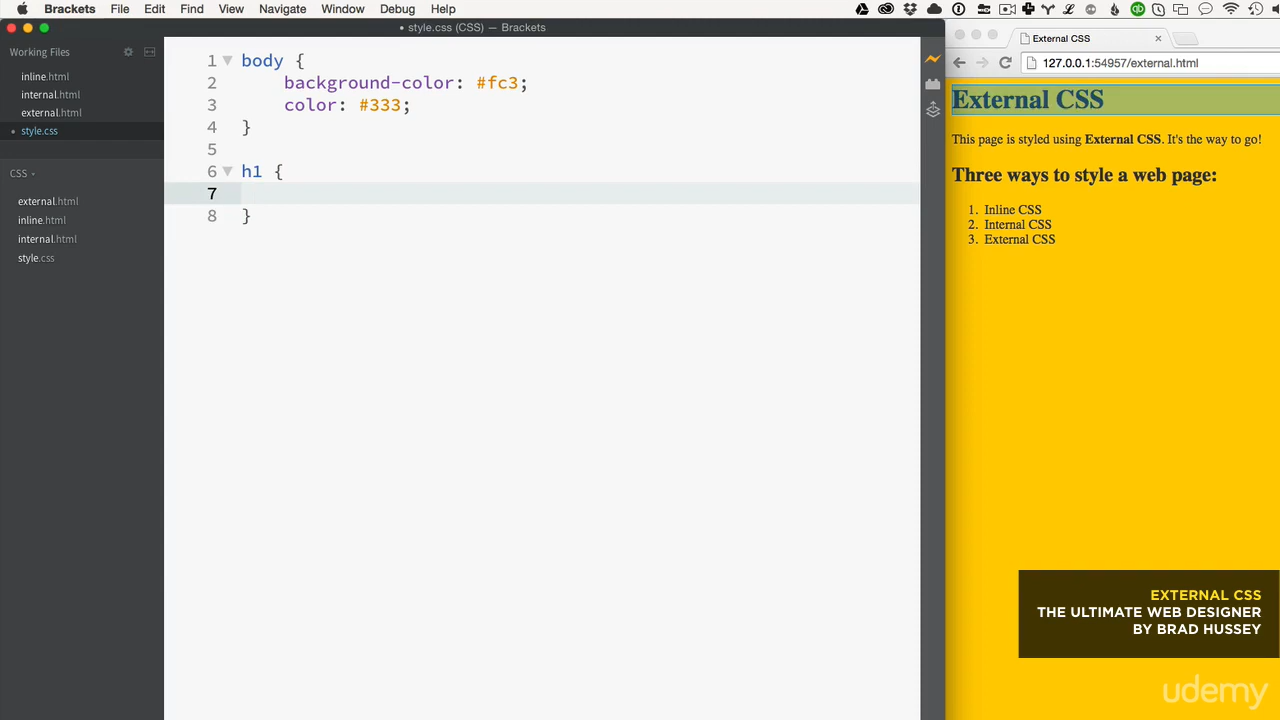 Brackets File Edit Find View Navigate Window Debug Help
• style.css (CSS) — Brackets
Working Files
inline.html
internal.html
external.html
• style.css
CSS
external.html
inline.html
internal.html
style.css
1 body {
2 background-color: #fc3;
3 color: #333;
4 }
5
6 h1 {
7
8 }
External CSS
127.0.0.1:54957/external.html
External CSS
This page is styled using External CSS. It's the way to go!
Three ways to style a web page:
1. Inline CSS
2. Internal CSS
3. External CSS
EXTERNAL CSS
THE ULTIMATE WEB DESIGNER
BY BRAD HUSSEY
udemy